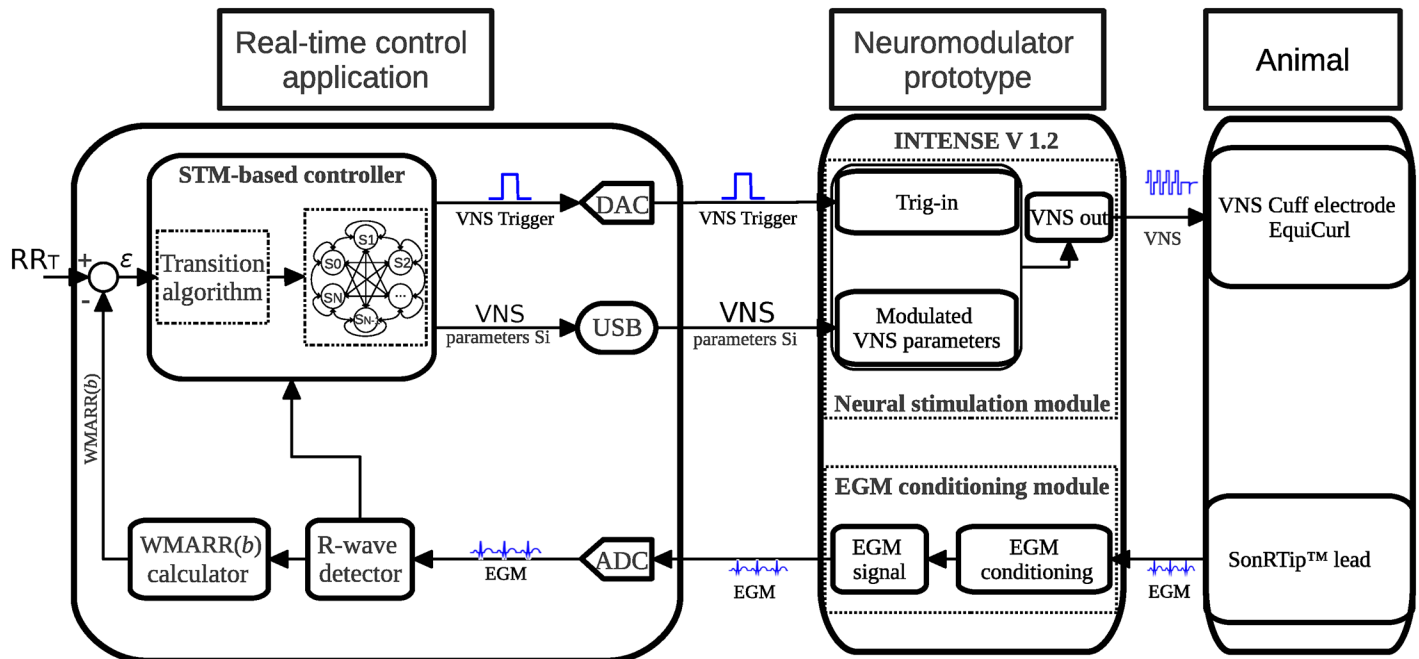 Real-time control
application
Neuromodulator
prototype
Animal
STM-based controller
INTENSE V 1.2
RRT
+
-
ε
Transition
algorithm
S1
S0
S2
SN
...
SN-1
VNS Trigger
DAC
VNS Trigger
Trig-in
VNS out
VNS
VNS Cuff electrode
EquiCurl
VNS
parameters Si
USB
VNS
parameters Si
Modulated
VNS parameters
Neural stimulation module
WMARR(b)
EGM conditioning module
WMARR(b)
calculator
R-wave
detector
EGM
ADC
EGM
EGM
signal
EGM
conditioning
EGM
SonRTip™ lead